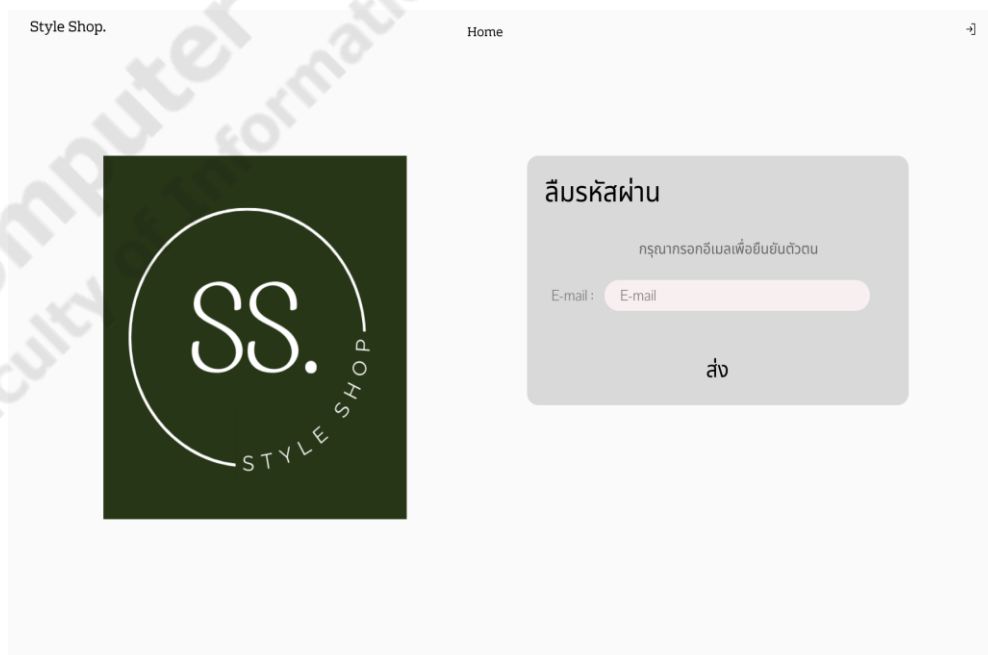 Style Shop.
Home
ลืมรหัสผ่าน
กรุณากรอกอีเมลเพื่อยืนยันตัวตน
E-mail :
E-mail
ส่ง
SS.
STYLE SHOP